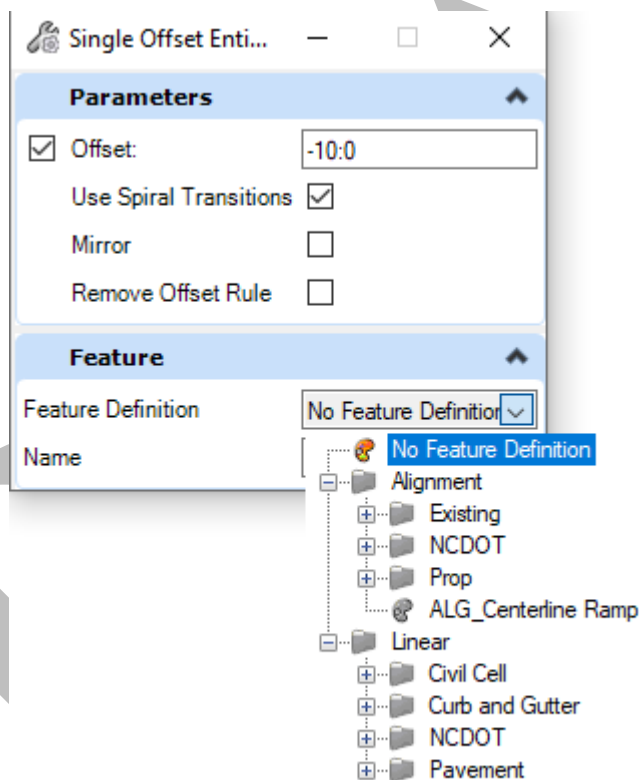 Single Offset Enti...
Parameters
Offset: -10:0
Use Spiral Transitions
Mirror
Remove Offset Rule
Feature
Feature Definition No Feature Definition
Name
No Feature Definition
Alignment
Existing
NCDOT
Prop
ALG_Centerline Ramp
Linear
Civil Cell
Curb and Gutter
NCDOT
Pavement